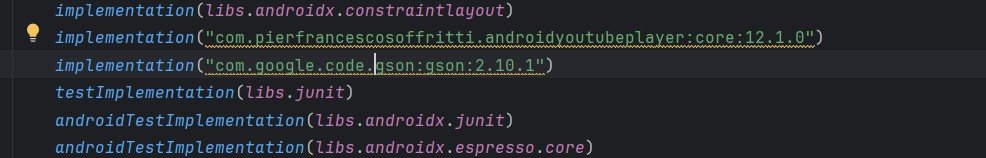 implementation(libs.androidx.constraintlayout)
implementation("com.pierfrancescosoffritti.androidyoutubeplayer:core:12.1.0")
implementation("com.google.code.gson:gson:2.10.1")
testImplementation(libs.junit)
androidTestImplementation(libs.androidx.junit)
androidTestImplementation(libs.androidx.espresso.core)